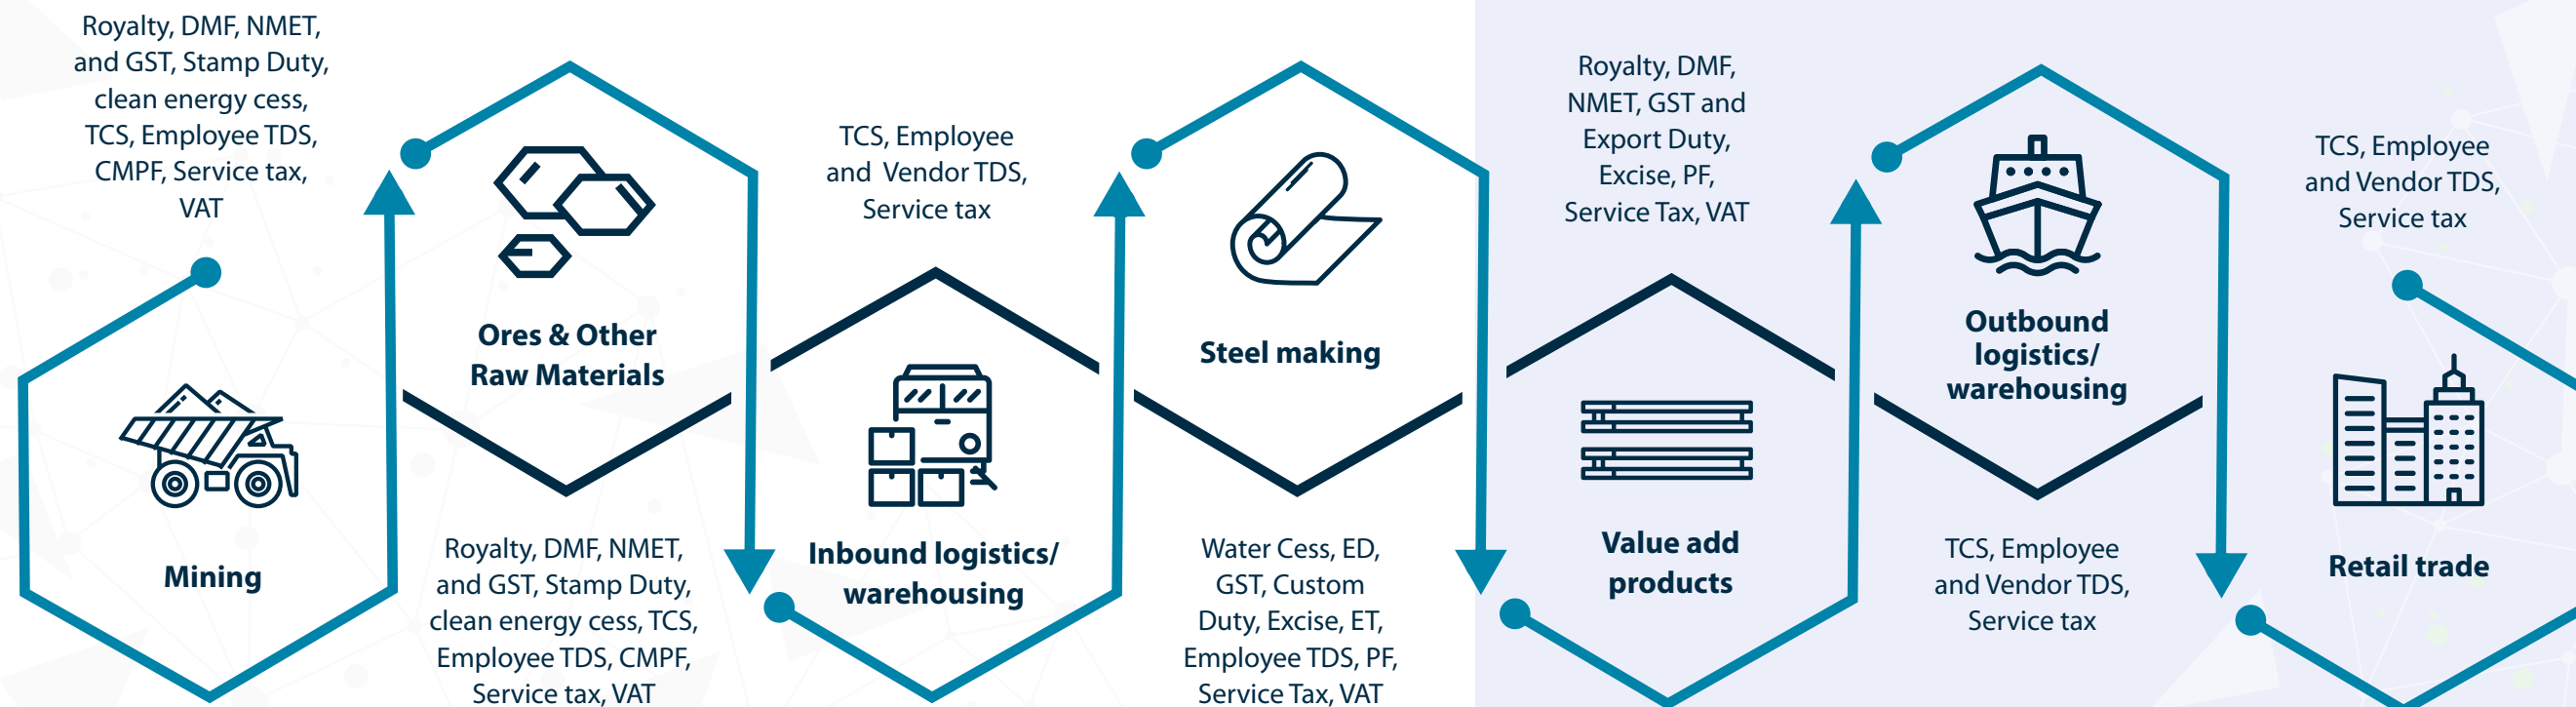 Royalty, DMF, NMET,
and GST, Stamp Duty,
clean energy cess,
TCS, Employee TDS,
CMPF, Service tax,
VAT
Mining
Ores & Other
Raw Materials
Royalty, DMF, NMET,
and GST, Stamp Duty,
clean energy cess, TCS,
Employee TDS, CMPF,
Service tax, VAT
TCS, Employee
and Vendor TDS,
Service tax
Inbound logistics/
warehousing
Steel making
Water Cess, ED,
GST, Custom
Duty, Excise, ET,
Employee TDS, PF,
Service Tax, VAT
Royalty, DMF,
NMET, GST and
Export Duty,
Excise, PF,
Service Tax, VAT
Value add
products
Outbound
logistics/
warehousing
TCS, Employee
and Vendor TDS,
Service tax
TCS, Employee
and Vendor TDS,
Service tax
Retail trade